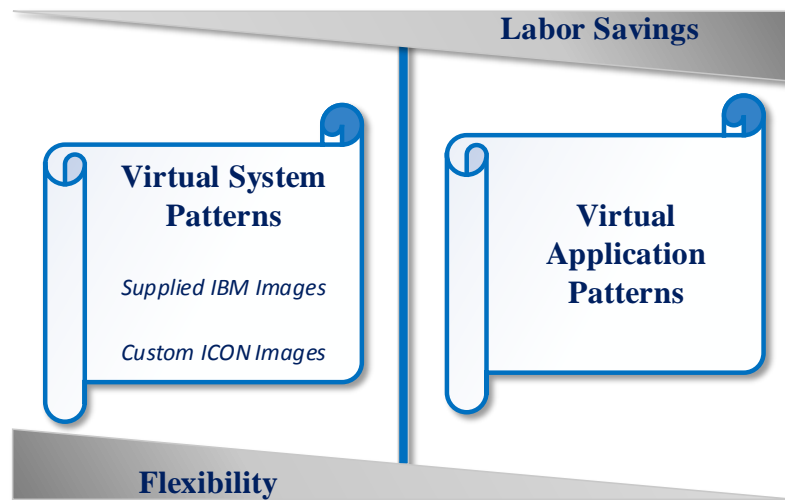 Labor Savings
Virtual System
Patterns
Supplied IBM Images
Custom ICON Images
Virtual
Application
Patterns
Flexibility